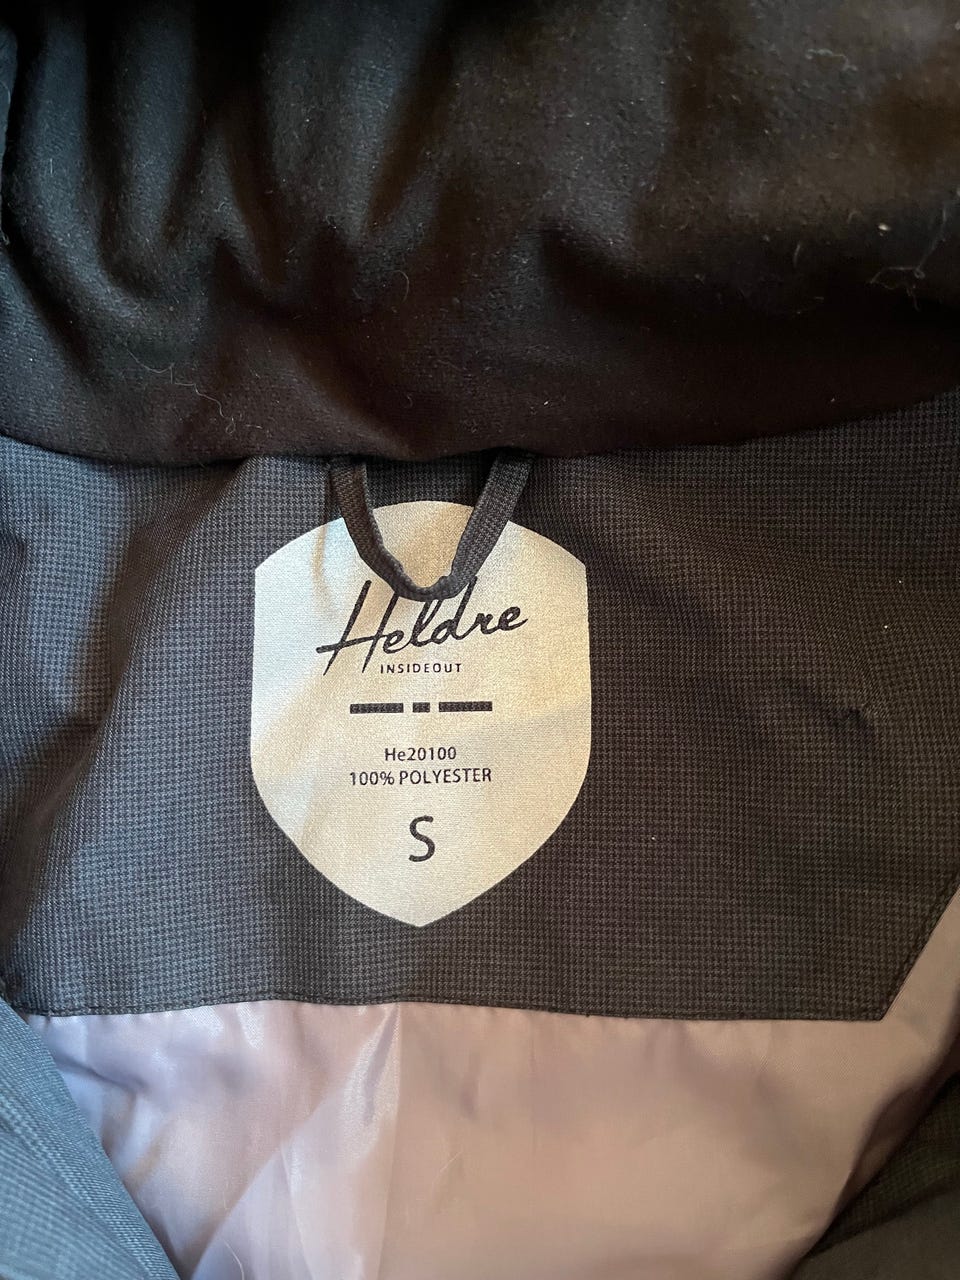 Heldre
INSIDEOUT
He20100
100% POLYESTER
S